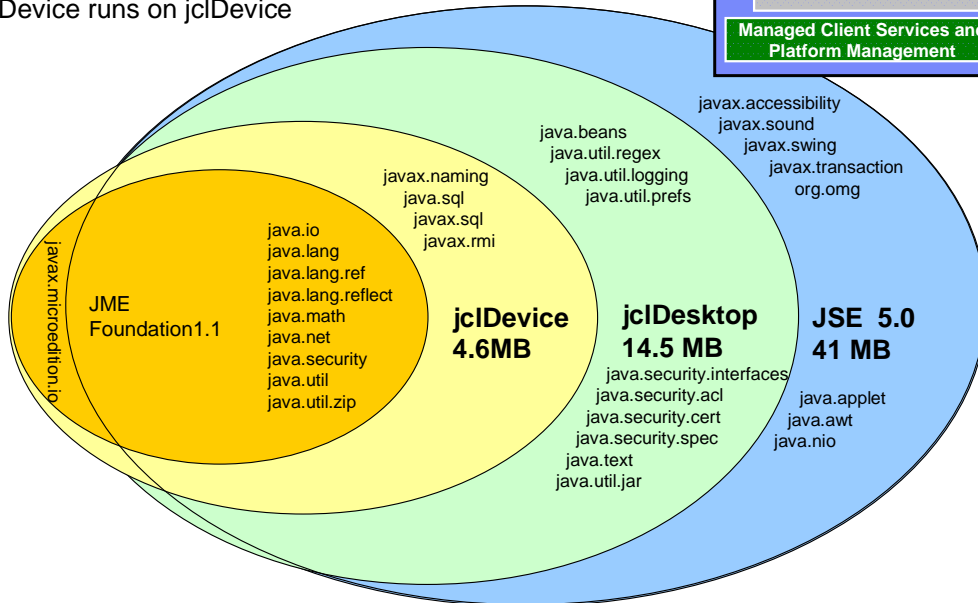 Device runs on jclDevice
Managed Client Services and
Platform Management
javax.accessibility
javax.sound
javax.swing
javax.transaction
org.omg
java.beans
java.util.regex
java.util.logging
java.util.prefs
javax.naming
java.sql
javax.sql
javax.rmi
java.io
java.lang
java.lang.ref
java.lang.reflect
java.math
java.net
java.security
java.util
java.util.zip
javax.microedition.io
JME
Foundation1.1
jclDevice
4.6MB
jclDesktop
14.5 MB
JSE 5.0
41 MB
java.security.interfaces
java.security.acl
java.security.cert
java.security.spec
java.text
java.util.jar
java.applet
java.awt
java.nio